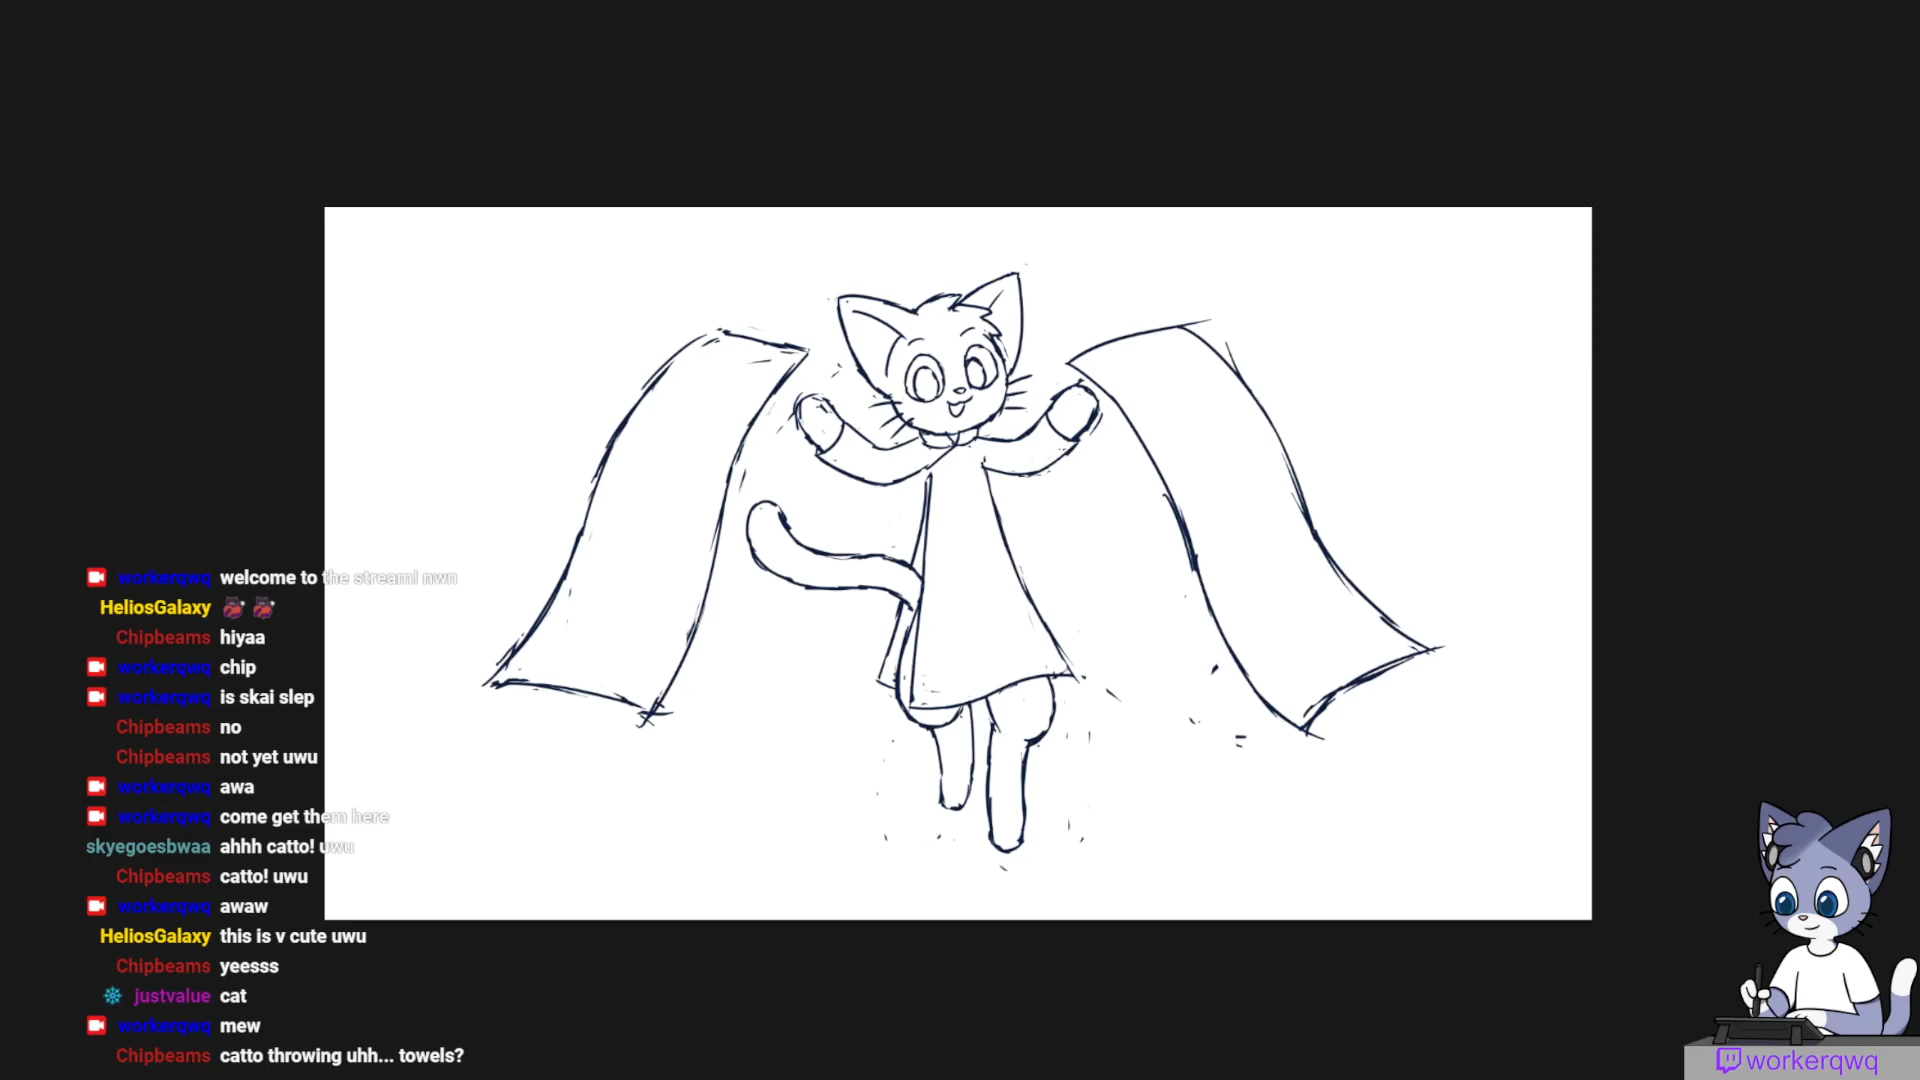 workerqwq welcome to the stream! nwn
HeliosGalaxy
Chipbeams hiyaa
workerqwq chip
workerqwq is skai slep
Chipbeams no
Chipbeams not yet uwu
workerqwq awa
workerqwq come get them here
skyegoesbwaa ahhh catto! uwu
Chipbeams catto! uwu
workerqwq awaw
HeliosGalaxy this is v cute uwu
Chipbeams yeesss
justvalue cat
workerqwq mew
Chipbeams catto throwing uhh... towels?
workerqwq